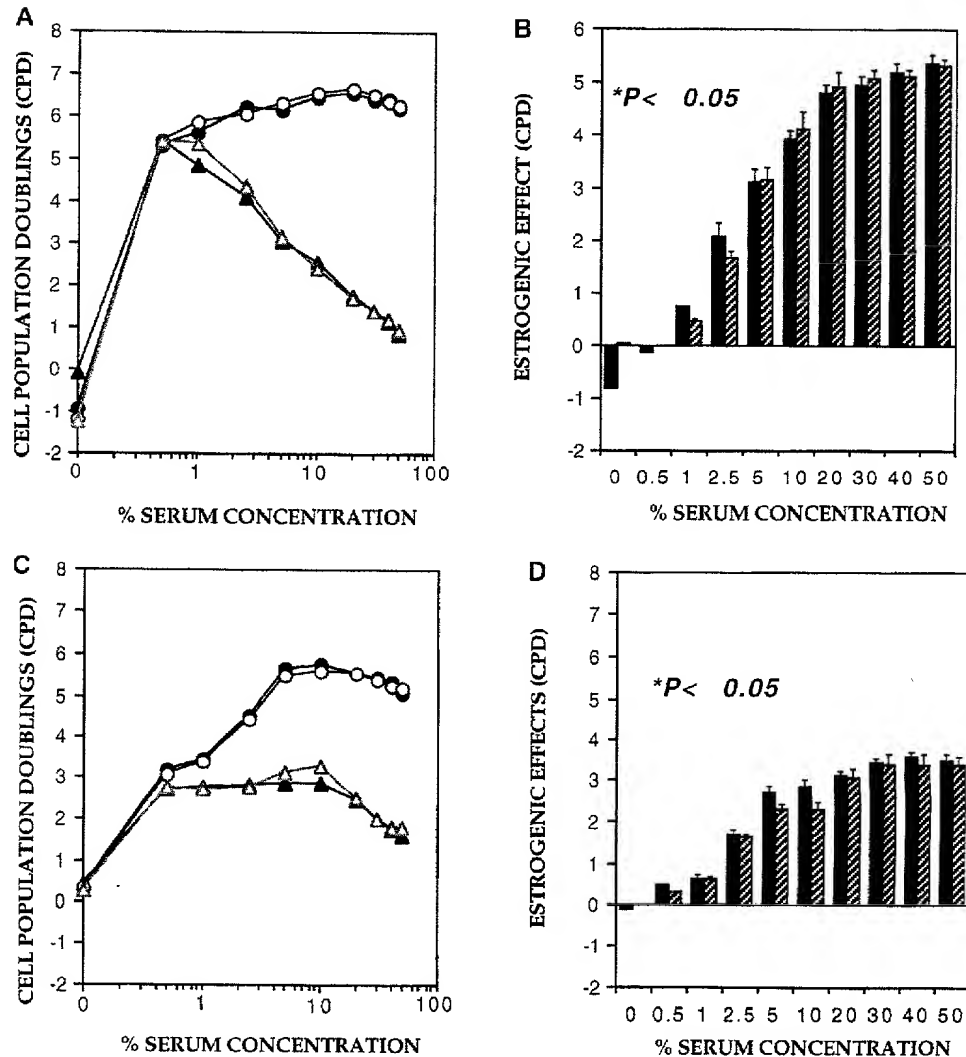 A
CELL POPULATION DOUBLINGS (CPD)
8
7
6
5
4
3
2
1
0
-1
-2
0 1 10 100
% SERUM CONCENTRATION
B
ESTROGENIC EFFECT (CPD)
6
5
4
3
2
1
0
-1
-2
*P< 0.05
0 0.5 1 2.5 5 10 20 30 40 50
% SERUM CONCENTRATION
C
CELL POPULATION DOUBLINGS (CPD)
8
7
6
5
4
3
2
1
0
-1
-2
0 1 10 100
% SERUM CONCENTRATION
D
ESTROGENIC EFFECTS (CPD)
8
7
6
5
4
3
2
1
0
-1
-2
*P< 0.05
0 0.5 1 2.5 5 10 20 30 40 50
% SERUM CONCENTRATION